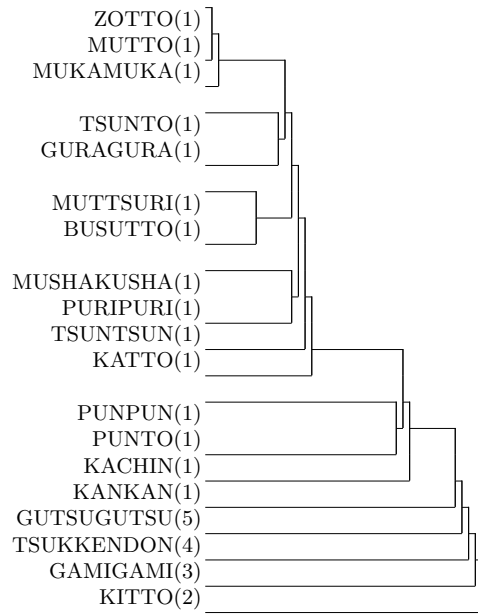 ZOTTO(1)
MUTTO(1)
MUKAMUKA(1)
TSUNTO(1)
GURAGURA(1)
MUTTSURI(1)
BUSUTTO(1)
MUSHAKUSHA(1)
PURIPURI(1)
TSUNTSUN(1)
KATTO(1)
PUNPUN(1)
PUNTO(1)
KACHIN(1)
KANKAN(1)
GUTSUGUTSU(5)
TSUKKENDON(4)
GAMIGAMI(3)
KITTO(2)